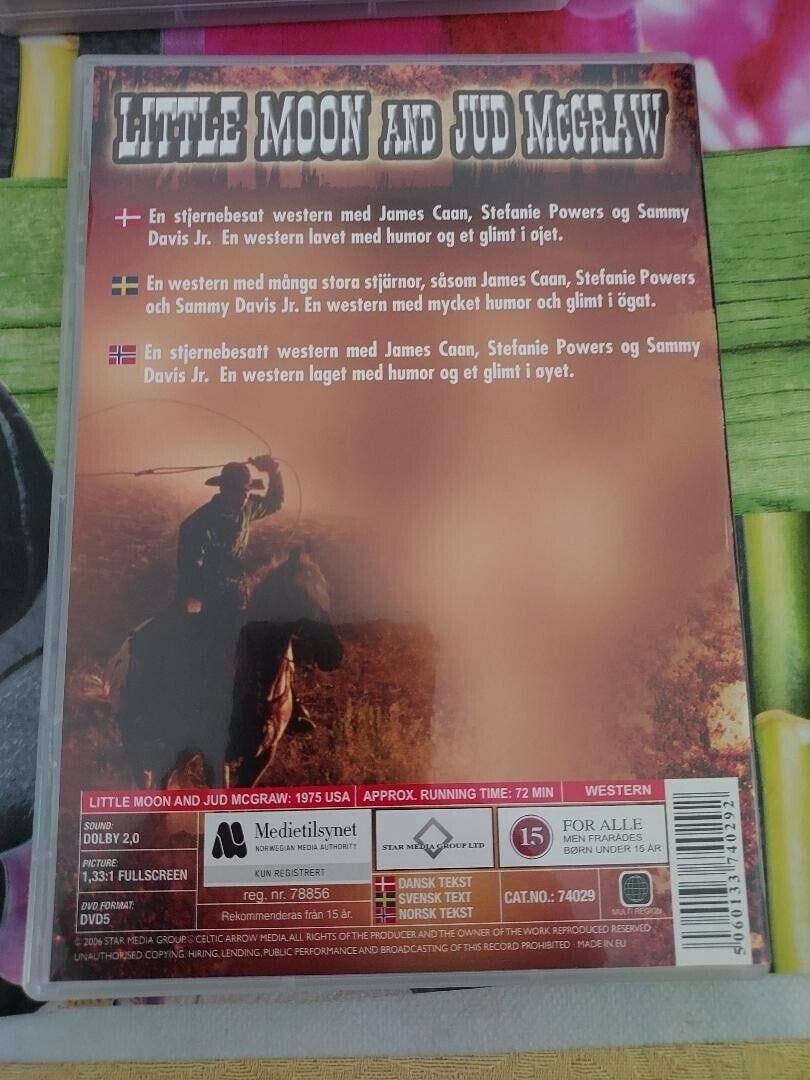 LITTLE MOON AND JUD McGRAW
En stjernebesat western med James Caan, Stefanie Powers og Sammy
Davis Jr. En western lavet med humor og et glimt i øjet.
En western med många stora stjärnor, såsom James Caan, Stefanie Powers
och Sammy Davis Jr. En western med mycket humor och glimt i ögat.
En stjernebesatt western med James Caan, Stefanie Powers og Sammy
Davis Jr. En western laget med humor og et glimt i øyet.
LITTLE MOON AND JUD MCGRAW: 1975 USA
APPROX. RUNNING TIME: 72 MIN
WESTERN
SOUND:
DOLBY 2,0
PICTURE:
1,33:1 FULLSCREEN
DVD FORMAT:
DVD5
Medietilsynet
NORWEGIAN MEDIA AUTHORITY
KUN REGISTRERT
reg. nr. 78856
Rekommenderas från 15 år.
STAR MEDIA GROUP LTD
DANSK TEKST
SVENSK TEXT
NORSK TEKST
15
FOR ALLE
MEN FRARÅDES
BØRN UNDER 15 ÅR
CAT.NO.: 74029
MULTI REGION
5060133740292
© 2006 STAR MEDIA GROUP. © CELTIC ARROW MEDIA. ALL RIGHTS OF THE PRODUCER AND THE OWNER OF THE WORK REPRODUCED RESERVED
UNAUTHORISED COPYING, HIRING, LENDING, PUBLIC PERFORMANCE AND BROADCASTING OF THIS RECORD PROHIBITED · MADE IN EU